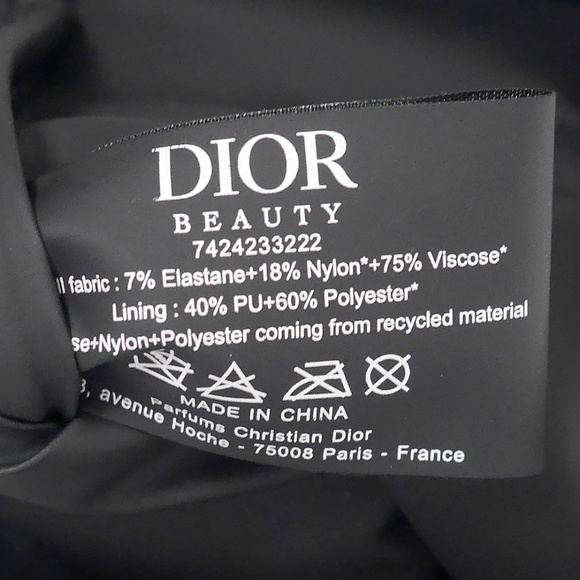 DIOR
BEAUTY
7424233222
ll fabric : 7% Elastane+18% Nylon*+75% Viscose*
Lining : 40% PU+60% Polyester*
se+Nylon+Polyester coming from recycled material
MADE IN CHINA
Parfums Christian Dior
3, avenue Hoche - 75008 Paris - France